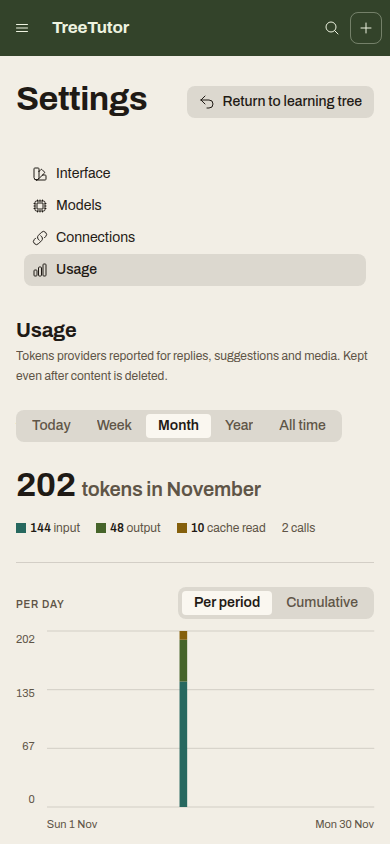 TreeTutor
Settings
Return to learning tree
Interface
Models
Connections
Usage
Usage
Tokens providers reported for replies, suggestions and media. Kept
even after content is deleted.
Today Week Month Year All time
202 tokens in November
144 input 48 output 10 cache read 2 calls
PER DAY
Per period Cumulative
202
135
67
0
Sun 1 Nov Mon 30 Nov